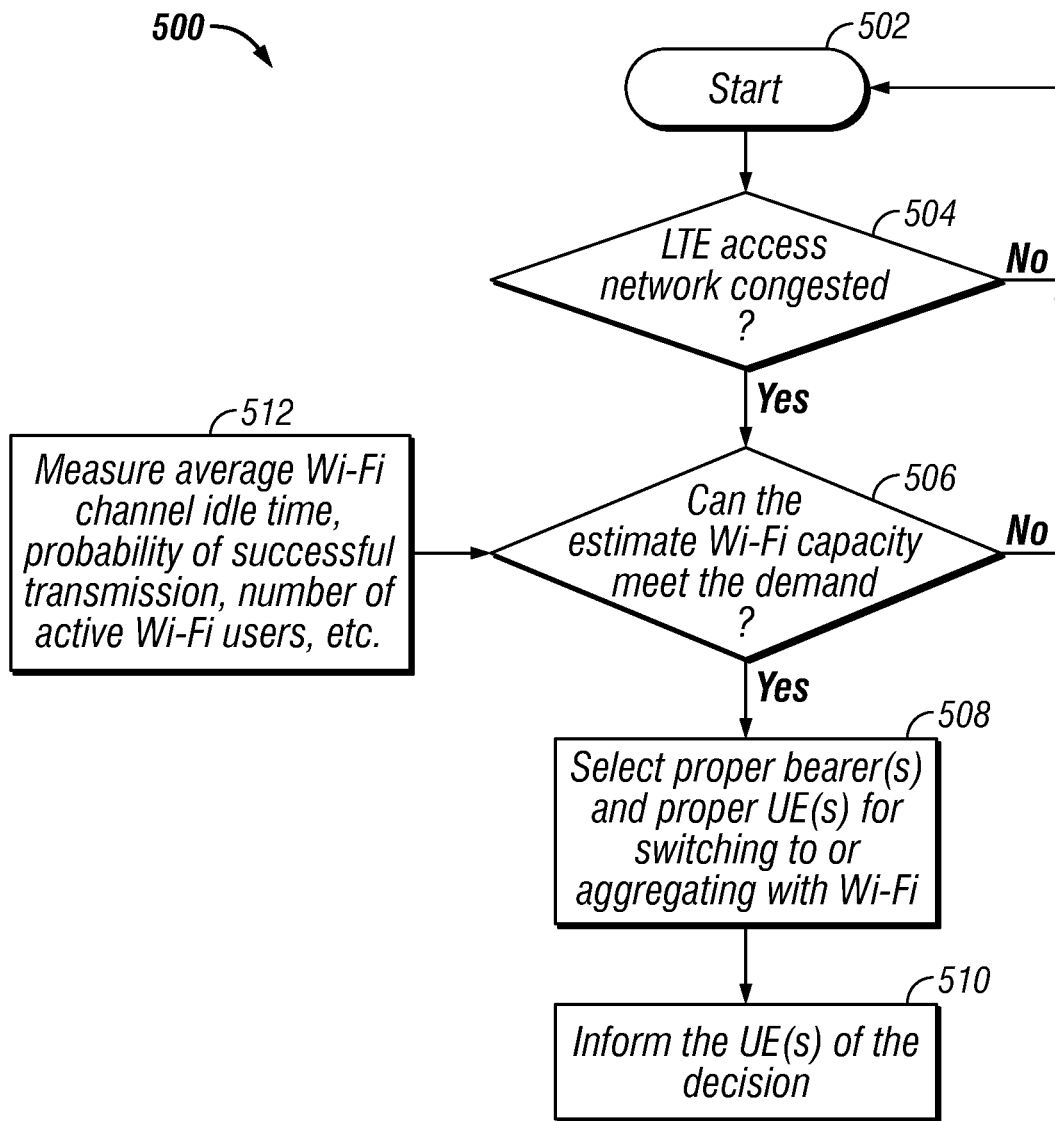 500
502
Start
504
LTE access
network congested
?
No
Yes
512
Measure average Wi-Fi
channel idle time,
probability of successful
transmission, number of
active Wi-Fi users, etc.
506
Can the
estimate Wi-Fi capacity
meet the demand
?
No
Yes
508
Select proper bearer(s)
and proper UE(s) for
switching to or
aggregating with Wi-Fi
510
Inform the UE(s) of the
decision